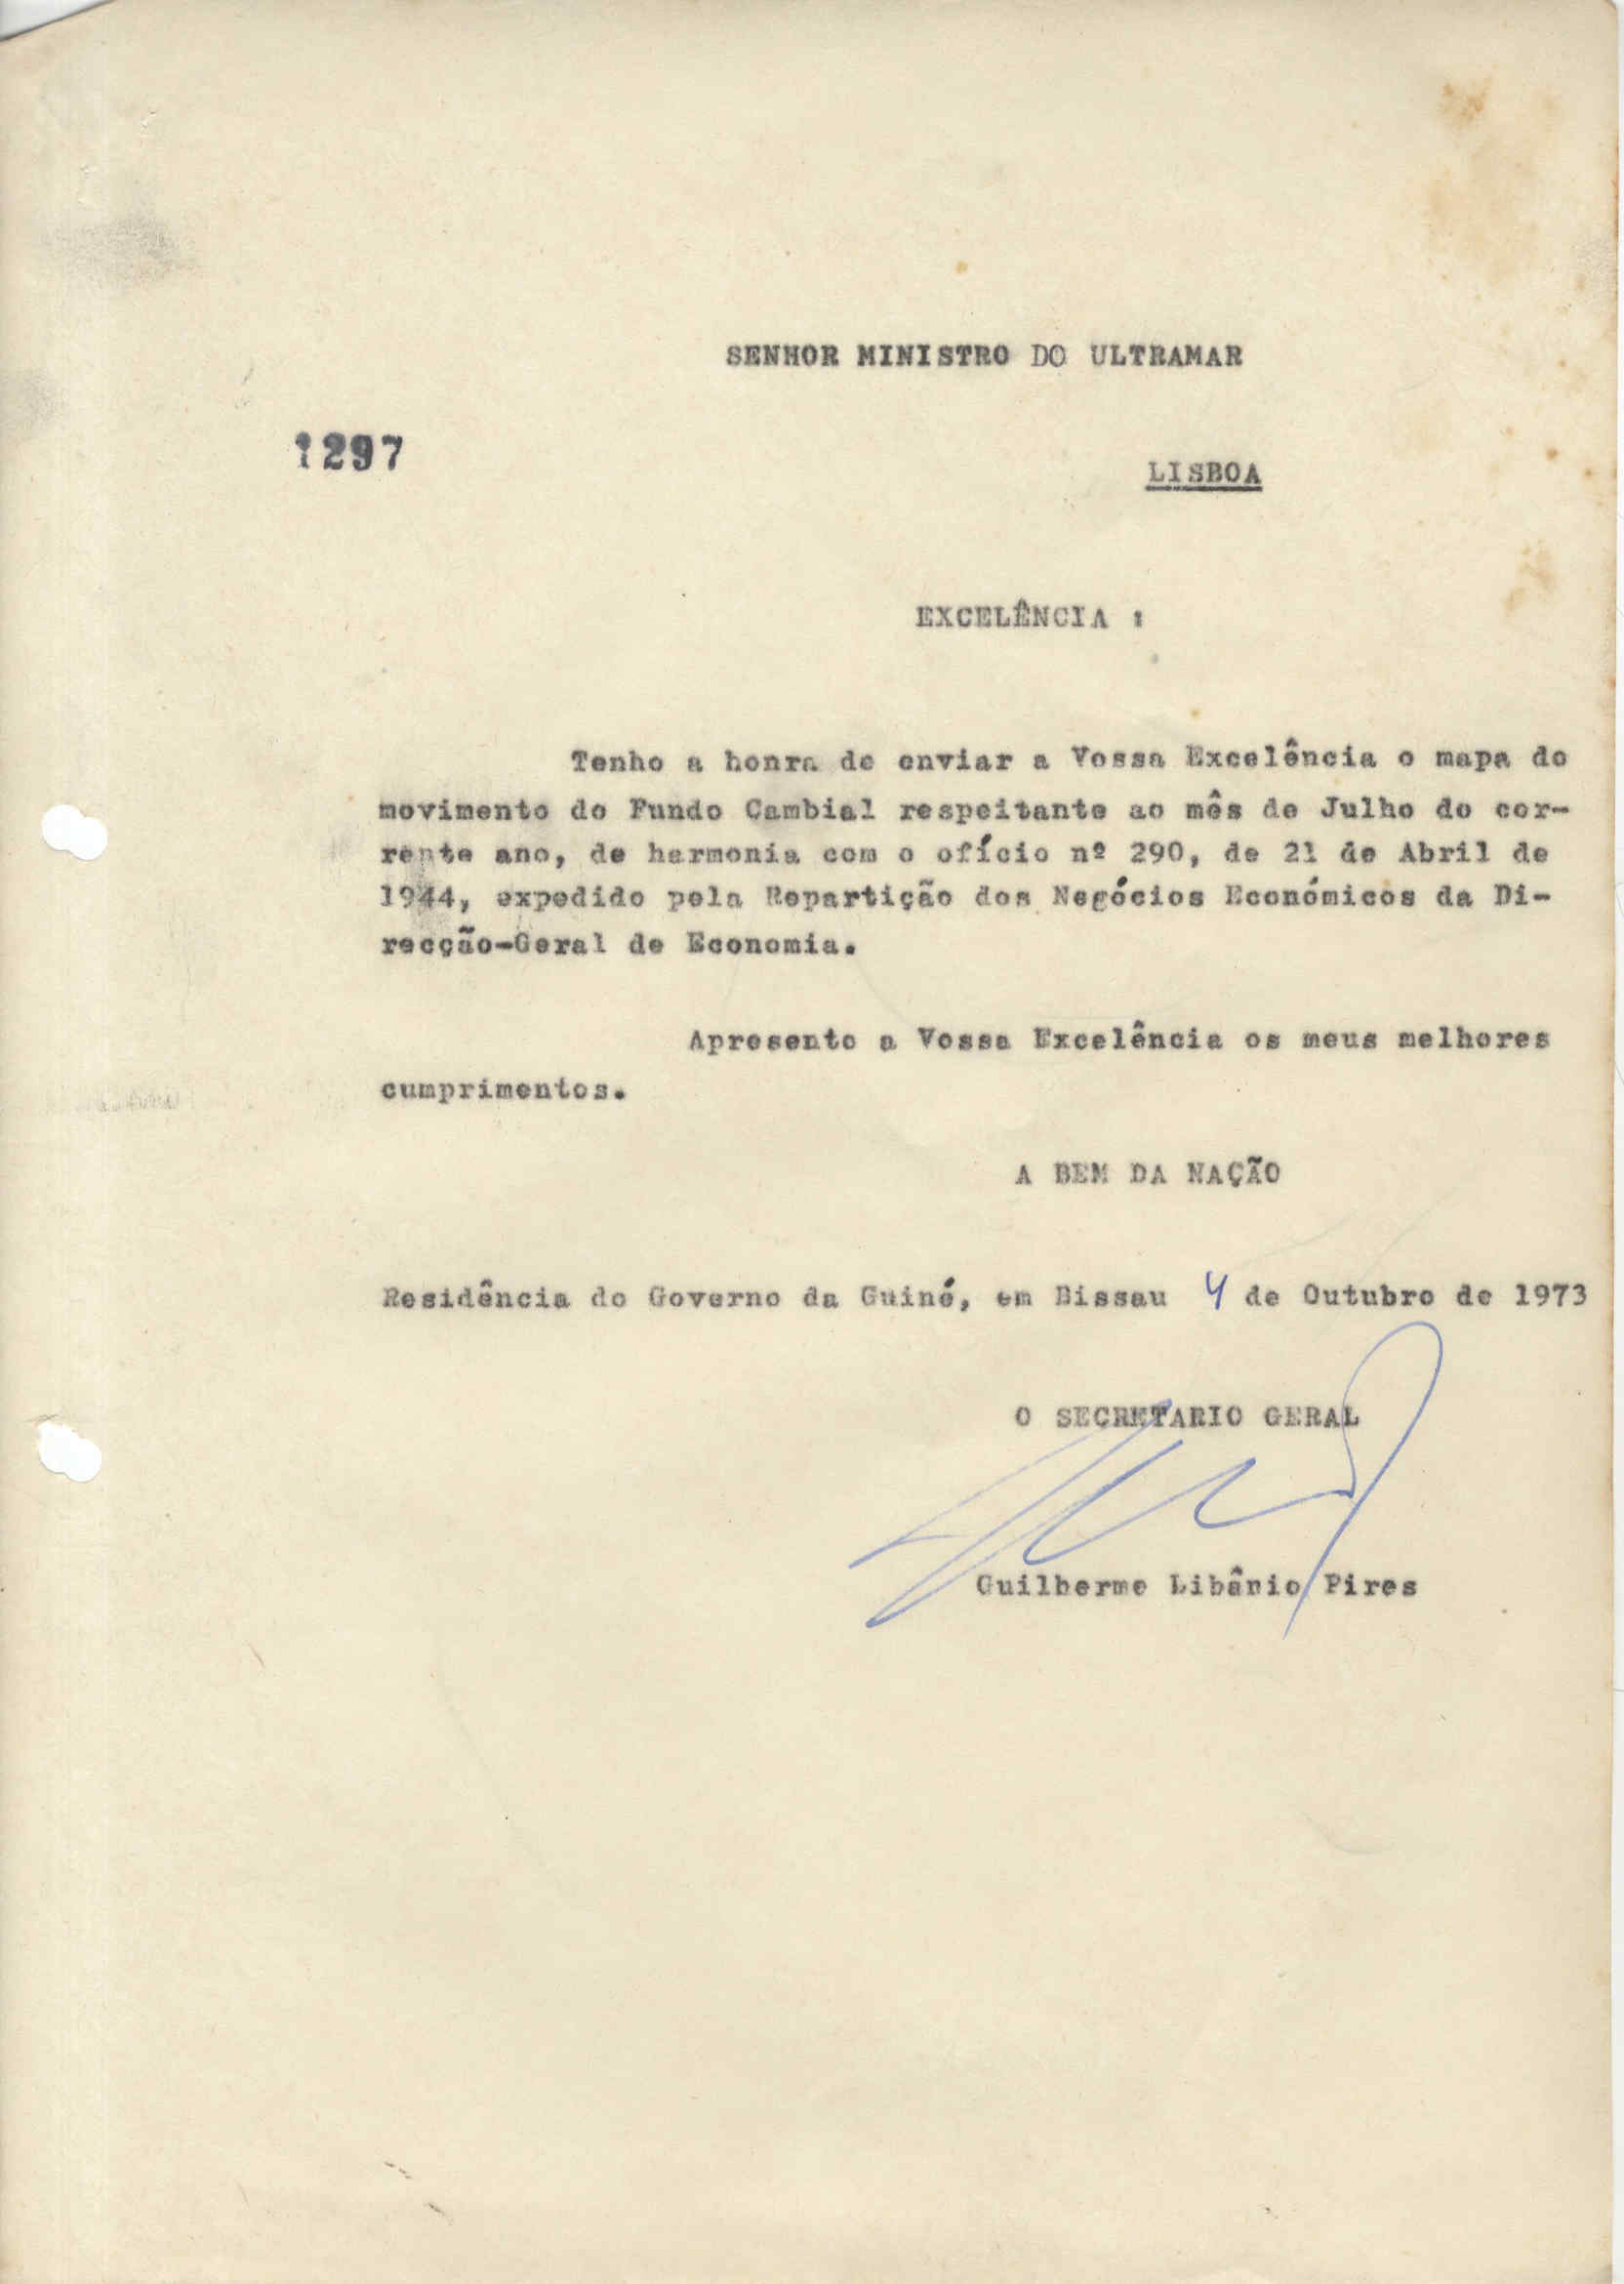 SENHOR MINISTRO DO ULTRAMAR
1297
LISBOA
EXCELÊNCIA :
Tenho a honra de enviar a Vossa Excelência o mapa do
movimento do Fundo Cambial respeitante ao mês de Julho do cor-
rente ano, de harmonia com o ofício nº 290, de 21 de Abril de
1944, expedido pela Repartição dos Negócios Económicos da Di-
recção-Geral de Economia.
Apresento a Vossa Excelência os meus melhores
cumprimentos.
A BEM DA NAÇÃO
Residência do Governo da Guiné, em Bissau 4 de Outubro de 1973
O SECRETARIO GERAL
Guilherme Libânio Pires